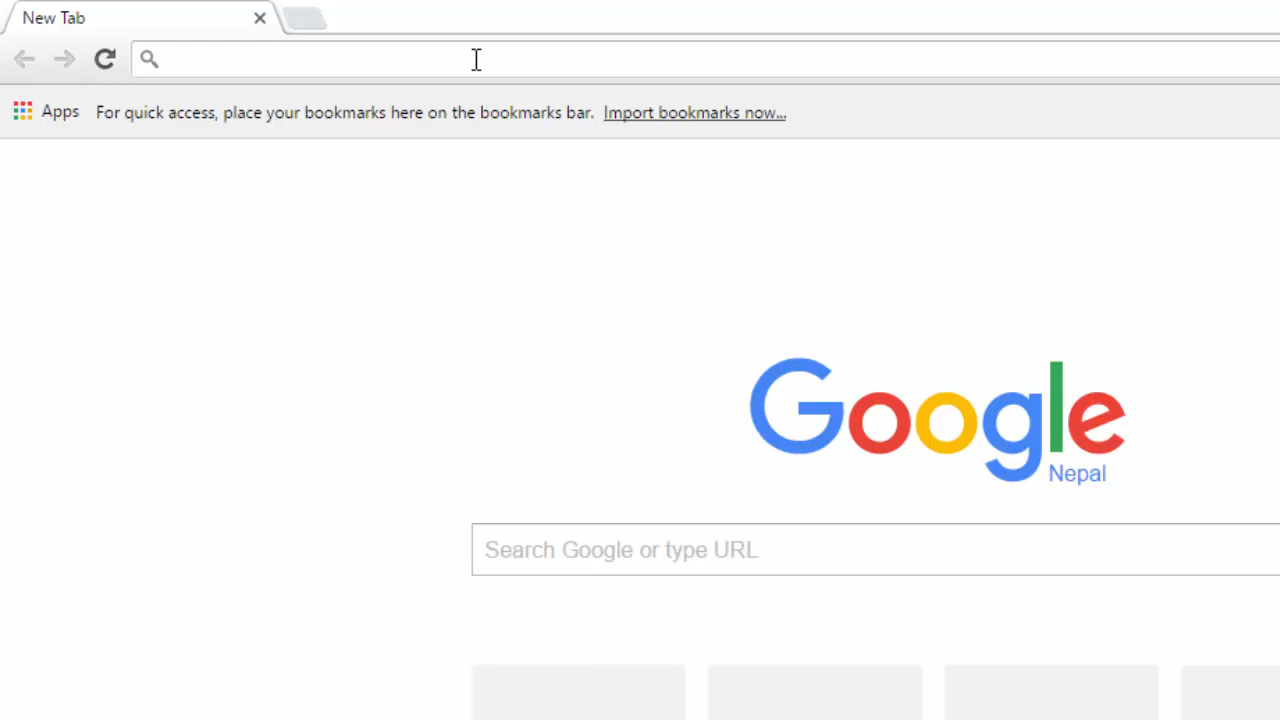 New Tab
Apps For quick access, place your bookmarks here on the bookmarks bar. Import bookmarks now...
Google
Nepal
Search Google or type URL